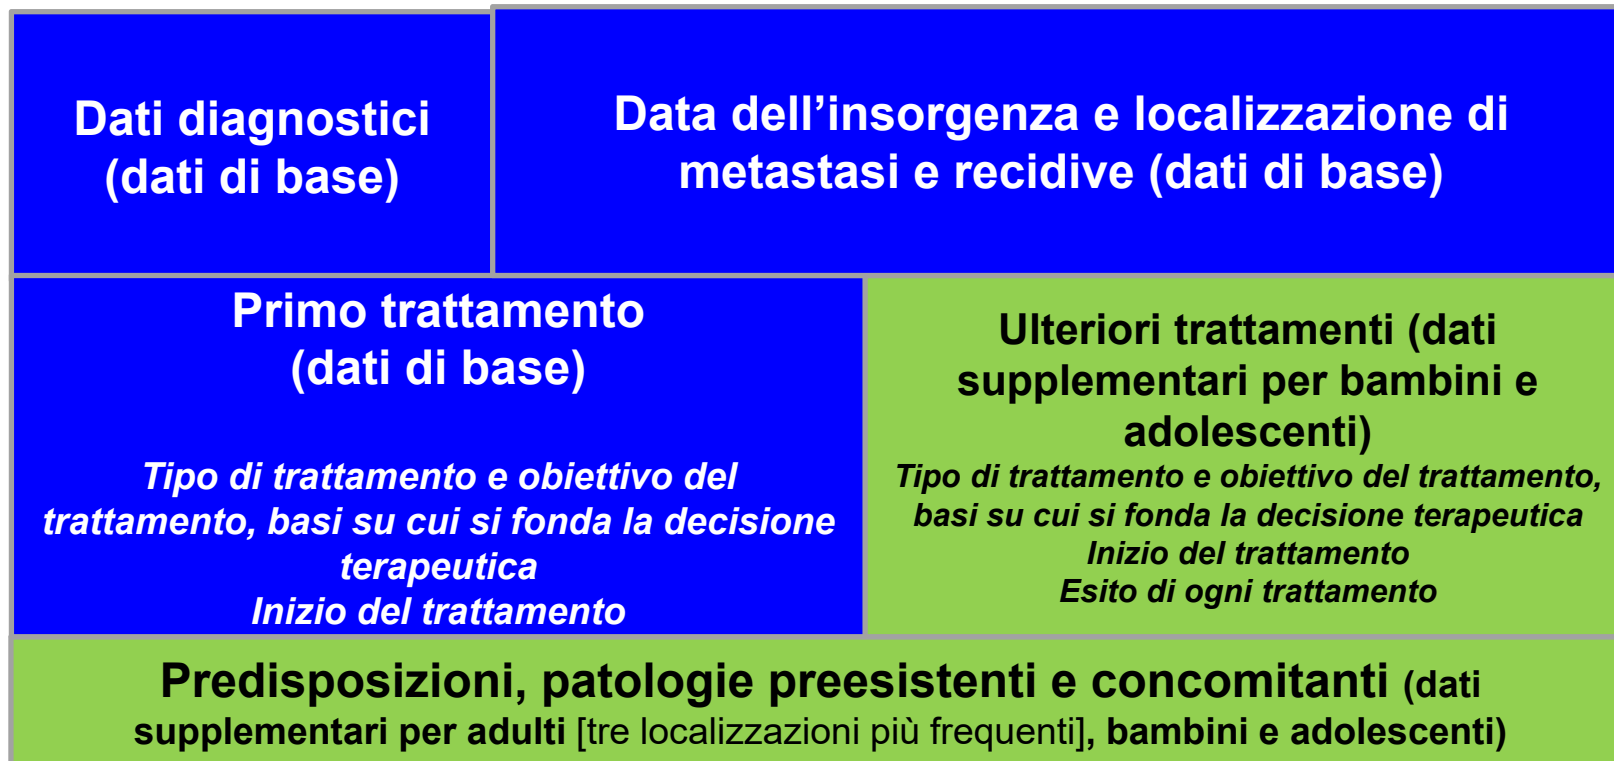 Dati diagnostici
(dati di base)
Data dell’insorgenza e localizzazione di
metastasi e recidive (dati di base)
Primo trattamento
(dati di base)
Tipo di trattamento e obiettivo del
trattamento, basi su cui si fonda la decisione
terapeutica
Inizio del trattamento
Ulteriori trattamenti (dati
supplementari per bambini e
adolescenti)
Tipo di trattamento e obiettivo del trattamento,
basi su cui si fonda la decisione terapeutica
Inizio del trattamento
Esito di ogni trattamento
Predisposizioni, patologie preesistenti e concomitanti (dati
supplementari per adulti [tre localizzazioni più frequenti], bambini e adolescenti)